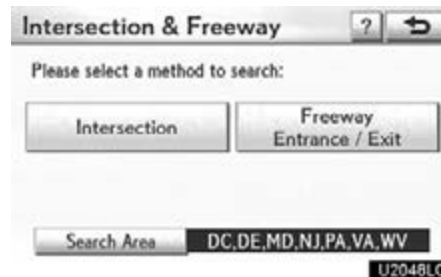 Intersection & Freeway ?
Please select a method to search:
Intersection
Freeway
Entrance / Exit
Search Area DC,DE,MD,NJ,PA,VA,WV
U2048LC